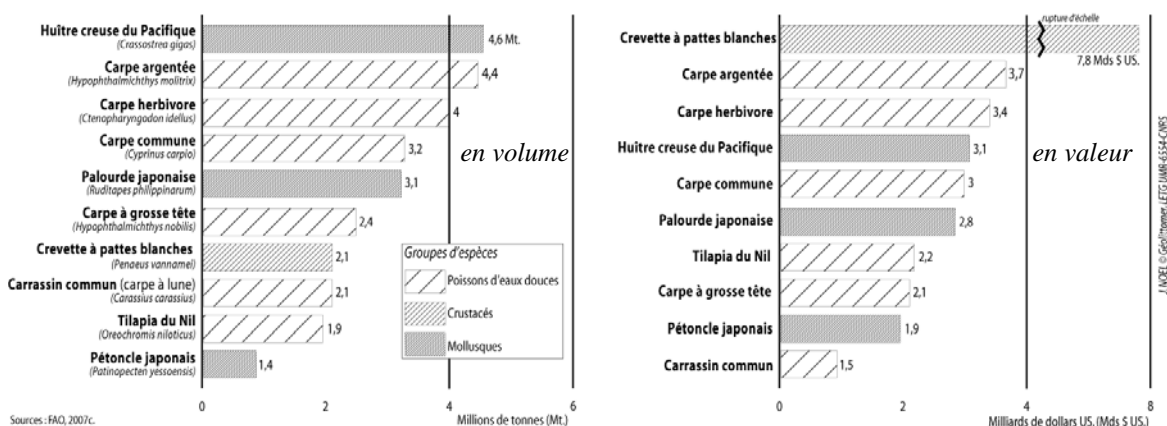 Huître creuse du Pacifique
(Crassostrea gigas)
4,6 Mt.
Carpe argentée
(Hypophthalmichthys molitrix)
4,4
Carpe herbivore
(Ctenopharyngodon idellus)
4
Carpe commune
(Cyprinus carpio)
3,2
en volume
Palourde japonaise
(Ruditapes philippinarum)
3,1
Carpe à grosse tête
(Hypophthalmichthys nobilis)
2,4
Crevette à pattes blanches
(Penaeus vannamei)
2,1
Carrassin commun (carpe à lune)
(Carassius carassius)
2,1
Tilapia du Nil
(Oreochromis niloticus)
1,9
Pétoncle japonais
(Patinopecten yessoensis)
1,4
Groupes d'espèces
Poissons d'eaux douces
Crustacés
Mollusques
0 2 4 6
Sources : FAO, 2007c.
Millions de tonnes (Mt.)
rupture d'échelle
Crevette à pattes blanches
7,8 Mds $ US.
Carpe argentée
3,7
Carpe herbivore
3,4
Huître creuse du Pacifique
3,1
en valeur
Carpe commune
3
Palourde japonaise
2,8
Tilapia du Nil
2,2
Carpe à grosse tête
2,1
Pétoncle japonais
1,9
Carrassin commun
1,5
0 2 4 8
Milliards de dollars US. (Mds $ US.)
J. NOEL © Géolittomer, LETG UMR-6554-CNRS